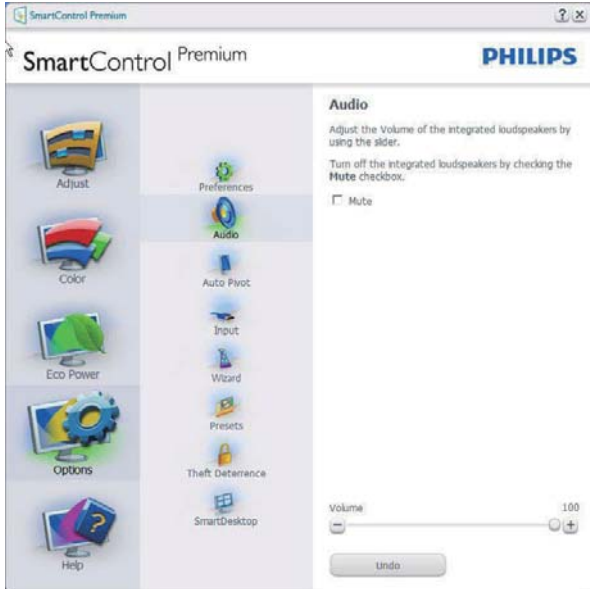 SmartControl Premium
? ×
SmartControl Premium
PHILIPS
Adjust
Color
Eco Power
Options
Help
Preferences
Audio
Auto Pivot
Input
Wizard
Presets
Theft Deterrence
SmartDesktop
Audio
Adjust the Volume of the integrated loudspeakers by
using the slider.
Turn off the integrated loudspeakers by checking the
Mute checkbox.
Mute
Volume 100
Undo